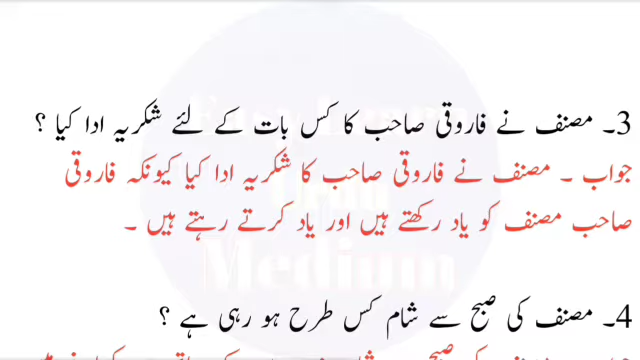 3۔ مصنف نے فاروقی صاحب کا کس بات کے لئے شکریہ ادا کیا ؟
جواب ۔ مصنف نے فاروقی صاحب کا شکریہ ادا کیا کیونکہ فاروقی
صاحب مصنف کو یاد رکھتے ہیں اور یاد کرتے رہتے ہیں ۔
4۔ مصنف کی صبح سے شام کس طرح ہو رہی ہے ؟
Urdu
Medium